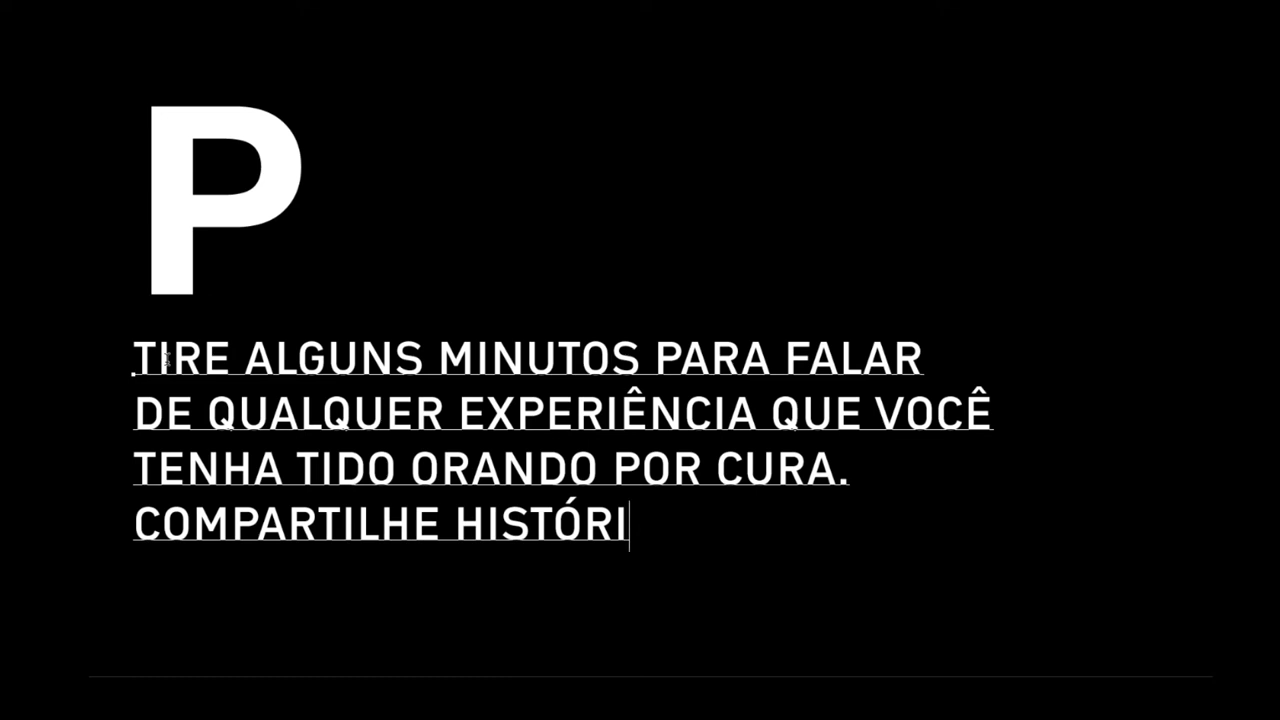 P
TIRE ALGUNS MINUTOS PARA FALAR
DE QUALQUER EXPERIÊNCIA QUE VOCÊ
TENHA TIDO ORANDO POR CURA.
COMPARTILHE HISTÓRI